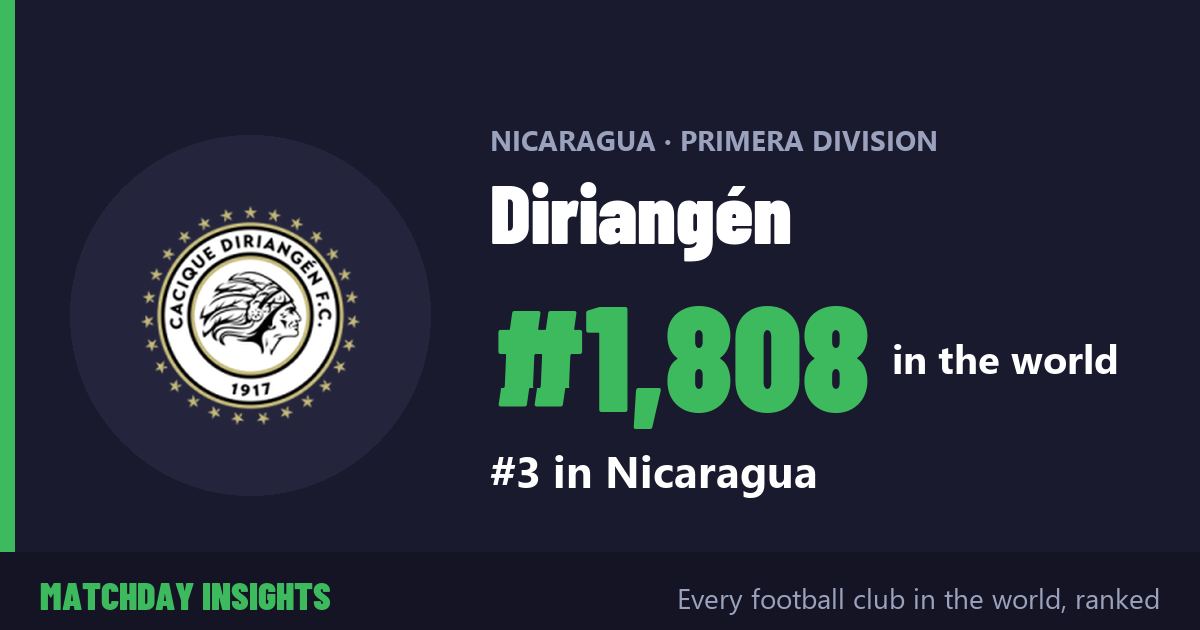 NICARAGUA · PRIMERA DIVISION
Diriangén
#1,808 in the world
#3 in Nicaragua
CACIQUE DIRIANGÉN F.C.
1917
MATCHDAY INSIGHTS
Every football club in the world, ranked